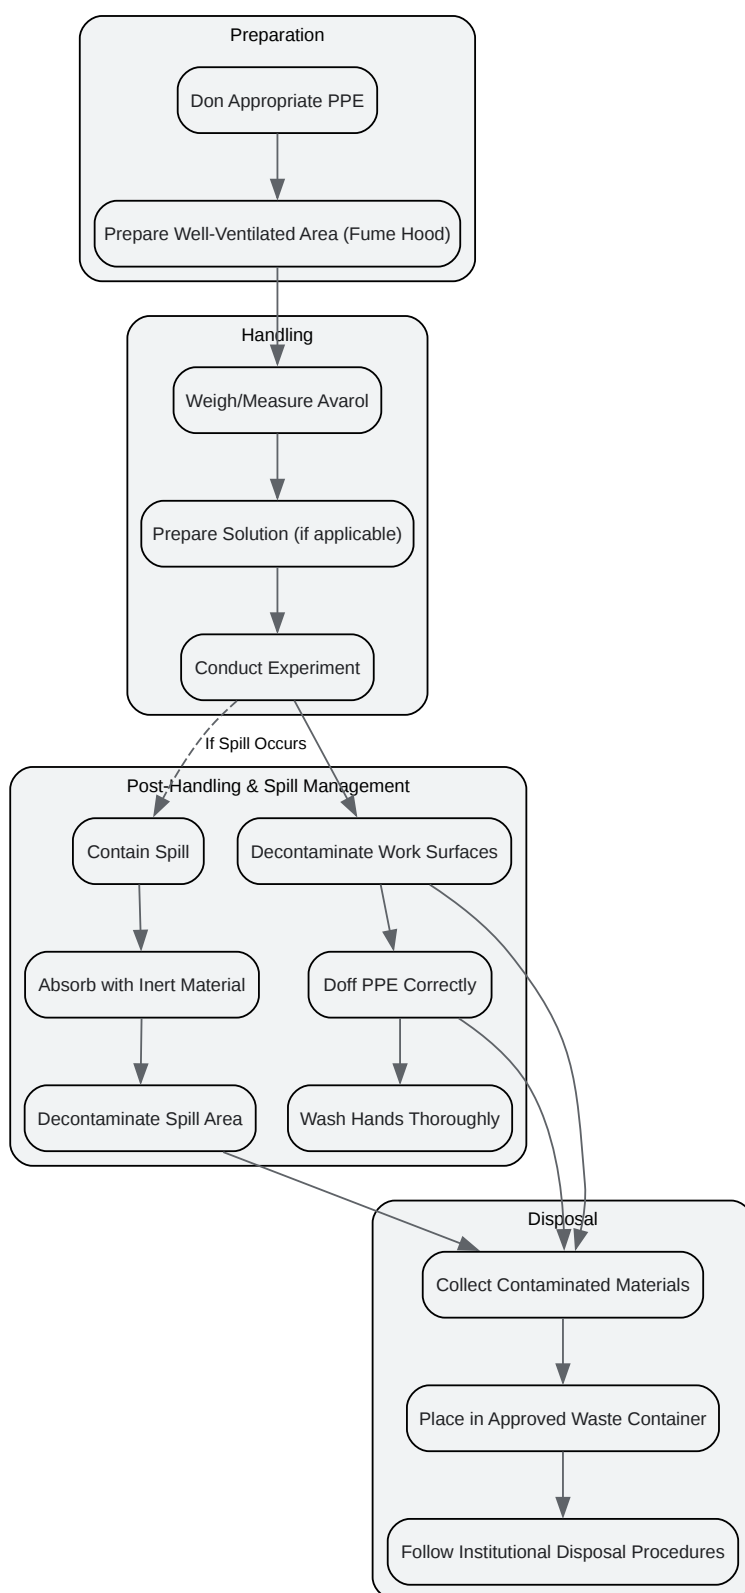 Preparation
Don Appropriate PPE
Prepare Well-Ventilated Area (Fume Hood)
Handling
Weigh/Measure Avarol
Prepare Solution (if applicable)
Conduct Experiment
If Spill Occurs
Post-Handling & Spill Management
Contain Spill
Decontaminate Work Surfaces
Absorb with Inert Material
Doff PPE Correctly
Decontaminate Spill Area
Wash Hands Thoroughly
Disposal
Collect Contaminated Materials
Place in Approved Waste Container
Follow Institutional Disposal Procedures